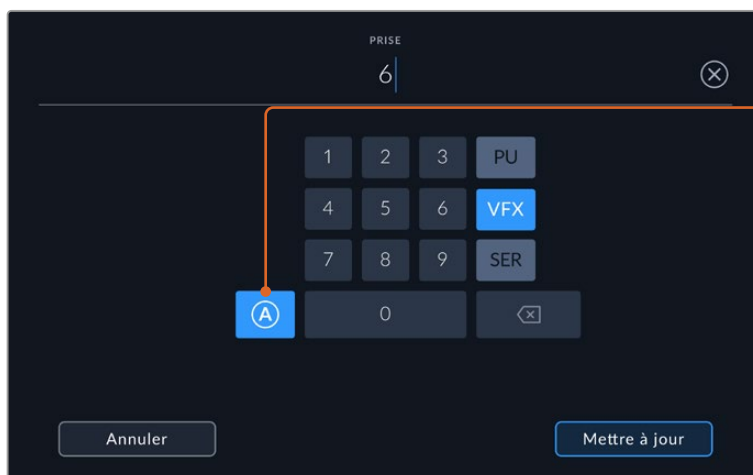 PRISE
6
1 2 3 PU
4 5 6 VFX
7 8 9 SER
A 0
Annuler Mettre à jour